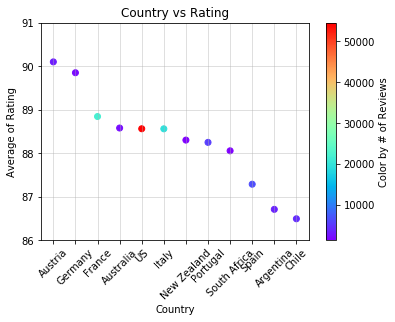 Country vs Rating
91
90
89
88
87
86
Average of Rating
Austria
Germany
France
Australia
US
Italy
New Zealand
Portugal
South Africa
Spain
Argentina
Chile
Country
50000
40000
30000
20000
10000
Color by # of Reviews